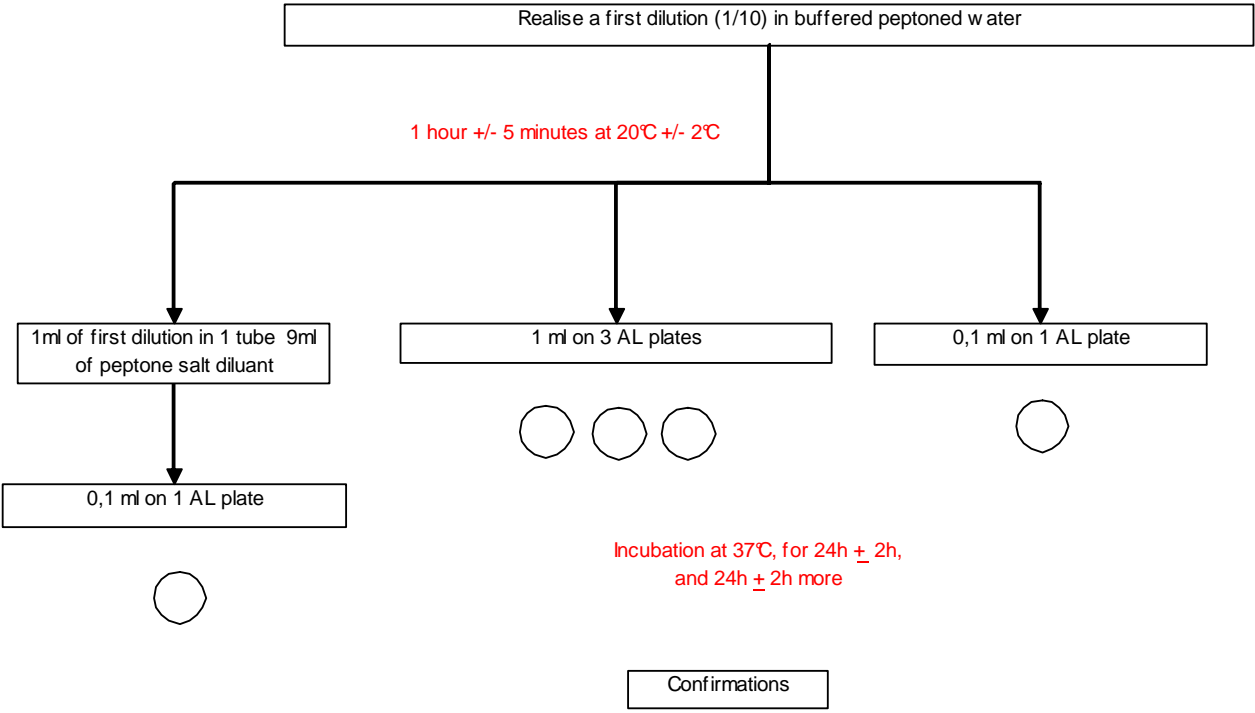 Realise a first dilution (1/10) in buffered peptoned water
1 hour +/- 5 minutes at 20°C +/- 2°C
1ml of first dilution in 1 tube 9ml
of peptone salt diluant
1 ml on 3 AL plates
0,1 ml on 1 AL plate
0,1 ml on 1 AL plate
Incubation at 37°C, for 24h + 2h,
and 24h + 2h more
Confirmations